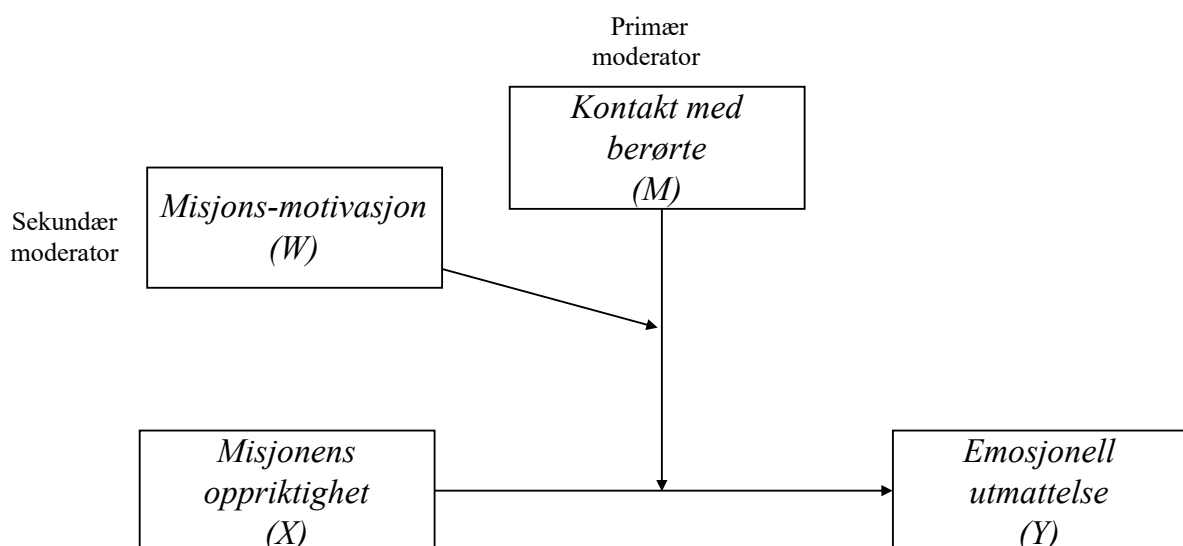 Primær
moderator
Kontakt med
berørte
(M)
Misjons-motivasjon
(W)
Sekundær
moderator
Misjonens
oppriktighet
(X)
Emosjonell
utmattelse
(Y)